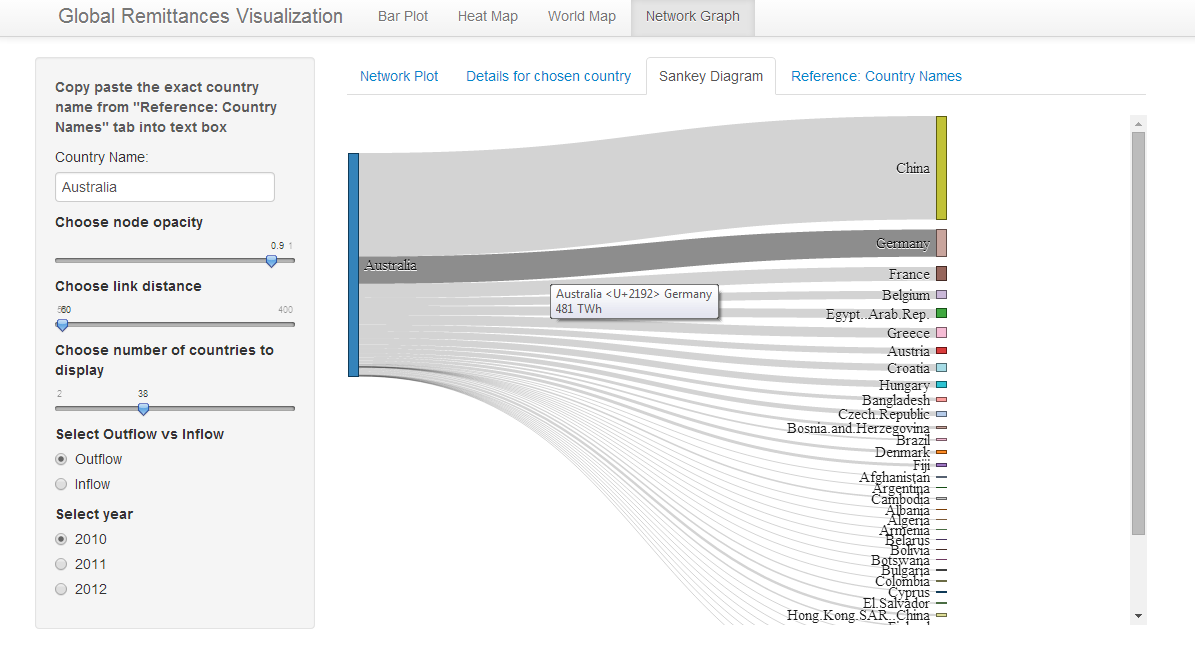 Global Remittances Visualization
Bar Plot
Heat Map
World Map
Network Graph
Copy paste the exact country
name from "Reference: Country
Names" tab into text box
Country Name:
Australia
Choose node opacity
0.9 1
Choose link distance
60
400
Choose number of countries to
display
2
38
Select Outflow vs Inflow
Outflow
Inflow
Select year
2010
2011
2012
Network Plot
Details for chosen country
Sankey Diagram
Reference: Country Names
Australia
Australia <U+2192> Germany
481 TWh
China
Germany
France
Belgium
Egypt..Arab.Rep.
Greece
Austria
Croatia
Hungary
Bangladesh
Czech.Republic
Bosnia.and.Herzegovina
Brazil
Denmark
Fiji
Afghanistan
Argentina
Cambodia
Albania
Algeria
Armenia
Belarus
Bolivia
Botswana
Bulgaria
Colombia
Cyprus
El.Salvador
Hong.Kong.SAR..China